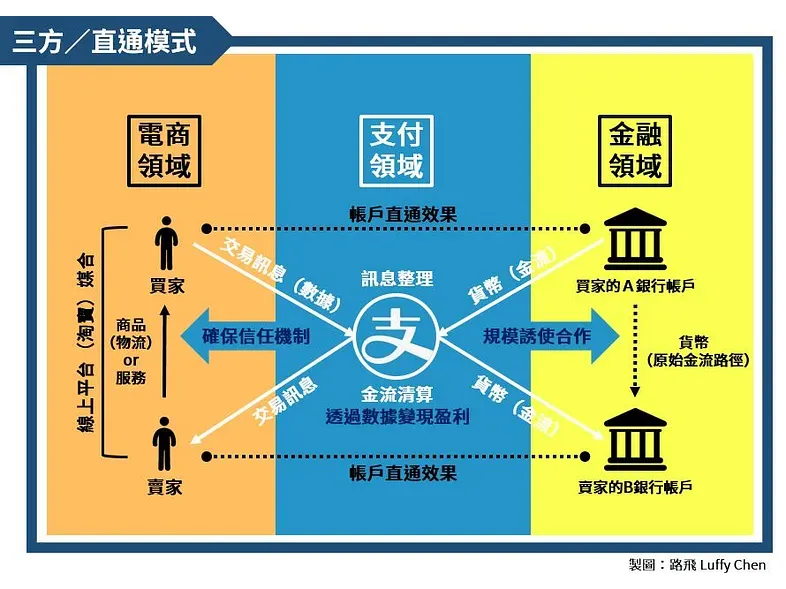 三方／直通模式
電商
領域
支付
領域
金融
領域
帳戶直通效果
買家
交易訊息（數據）
訊息整理
貨幣（金流）
買家的A銀行帳戶
線上平台（淘寶）媒合
商品
（物流）
or
服務
確保信任機制
支
規模誘使合作
貨幣
（原始金流路徑）
交易訊息
金流清算
透過數據變現盈利
貨幣（金流）
賣家
帳戶直通效果
賣家的B銀行帳戶
製圖：路飛 Luffy Chen